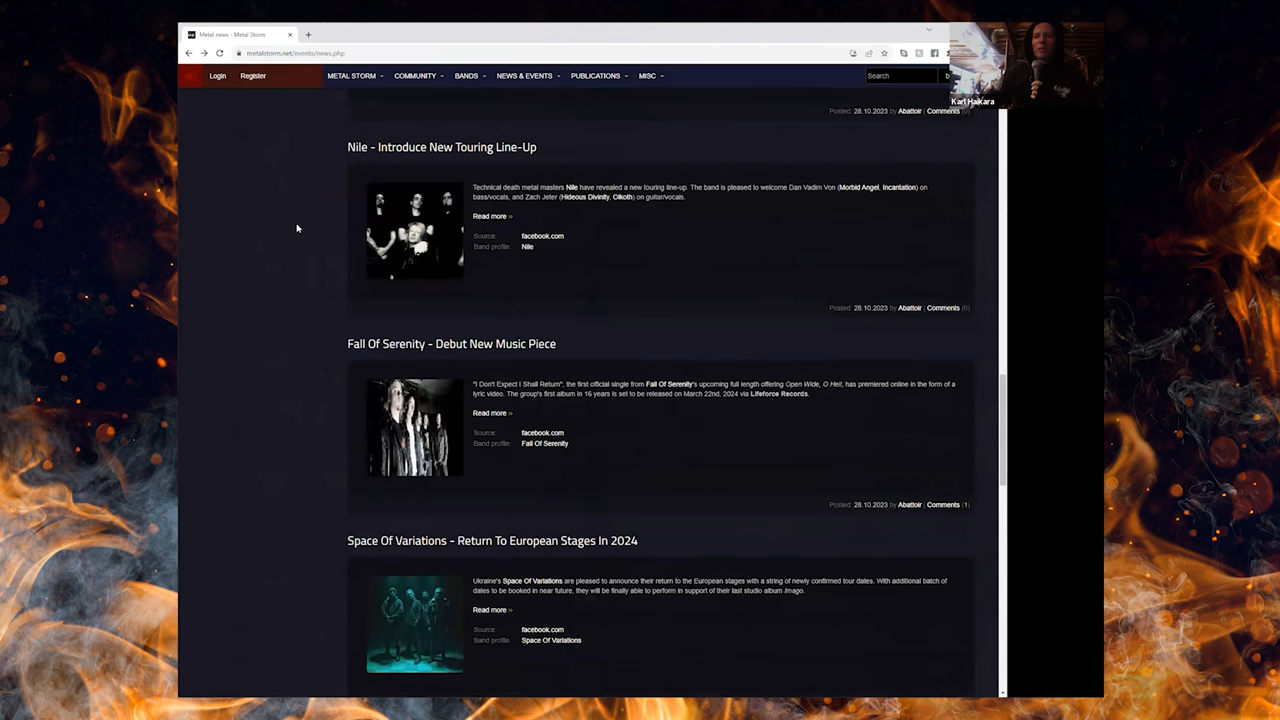 Metal news - Metal Storm
metalstorm.net/events/news.php
Login Register METAL STORM COMMUNITY BANDS NEWS & EVENTS PUBLICATIONS MISC Search
Karl Haikara
Posted: 28.10.2023 by Abattoir | Comments (0)
Nile - Introduce New Touring Line-Up
Technical death metal masters Nile have revealed a new touring line-up. The band is pleased to welcome Dan Vadim Von (Morbid Angel, Incantation) on
bass/vocals, and Zach Jeter (Hideous Divinity, Olkoth) on guitar/vocals.
Read more ››
Source: facebook.com
Band profile: Nile
Posted: 28.10.2023 by Abattoir | Comments (0)
Fall Of Serenity - Debut New Music Piece
"I Don't Expect I Shall Return", the first official single from Fall Of Serenity's upcoming full length offering Open Wide, O Hell, has premiered online in the form of a
lyric video. The group's first album in 16 years is set to be released on March 22nd, 2024 via Lifeforce Records.
Read more ››
Source: facebook.com
Band profile: Fall Of Serenity
Posted: 28.10.2023 by Abattoir | Comments (1)
Space Of Variations - Return To European Stages In 2024
Ukraine's Space Of Variations are pleased to announce their return to the European stages with a string of newly confirmed tour dates. With additional batch of
dates to be booked in near future, they will be finally able to perform in support of their last studio album Imago.
Read more ››
Source: facebook.com
Band profile: Space Of Variations